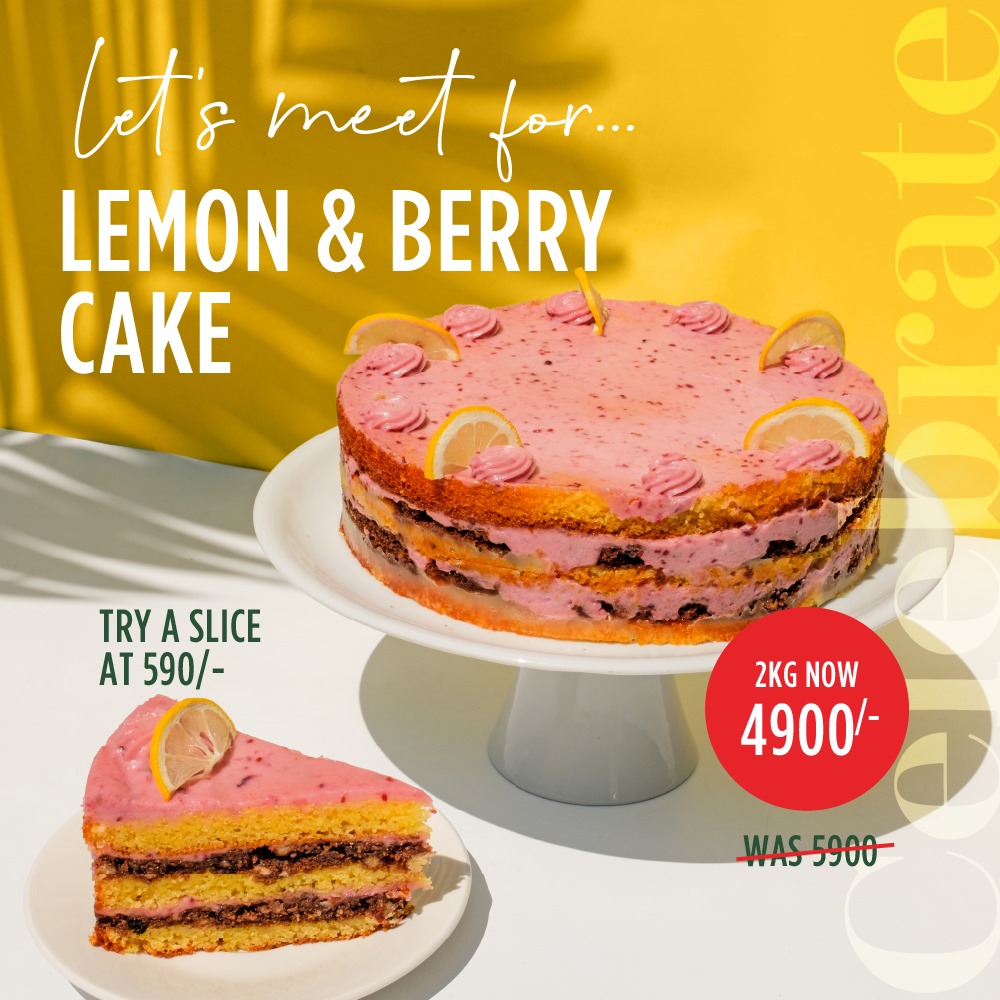 Let's meet for...
LEMON & BERRY
CAKE
TRY A SLICE
AT 590/-
2KG NOW
4900/-
WAS 5900
Celebrate